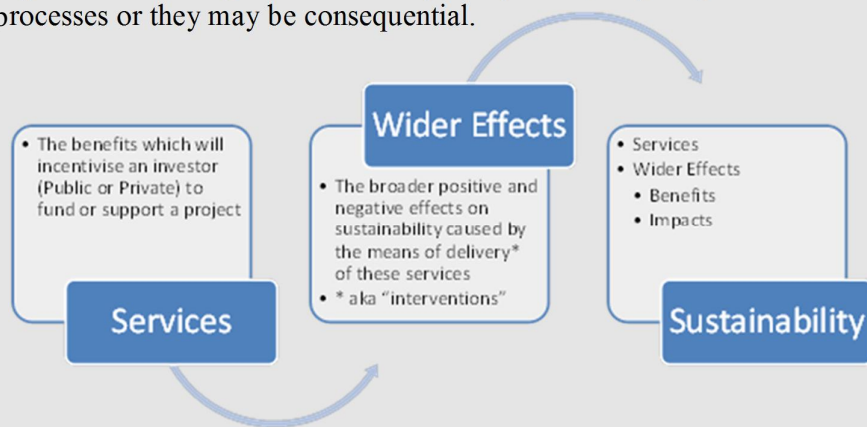 processes or they may be consequential.
• The benefits which will
incentivise an investor
(Public or Private) to
fund or support a project
Services
Wider Effects
• The broader positive and
negative effects on
sustainability caused by
the means of delivery*
of these services
• * aka “interventions”
• Services
• Wider Effects
• Benefits
• Impacts
Sustainability